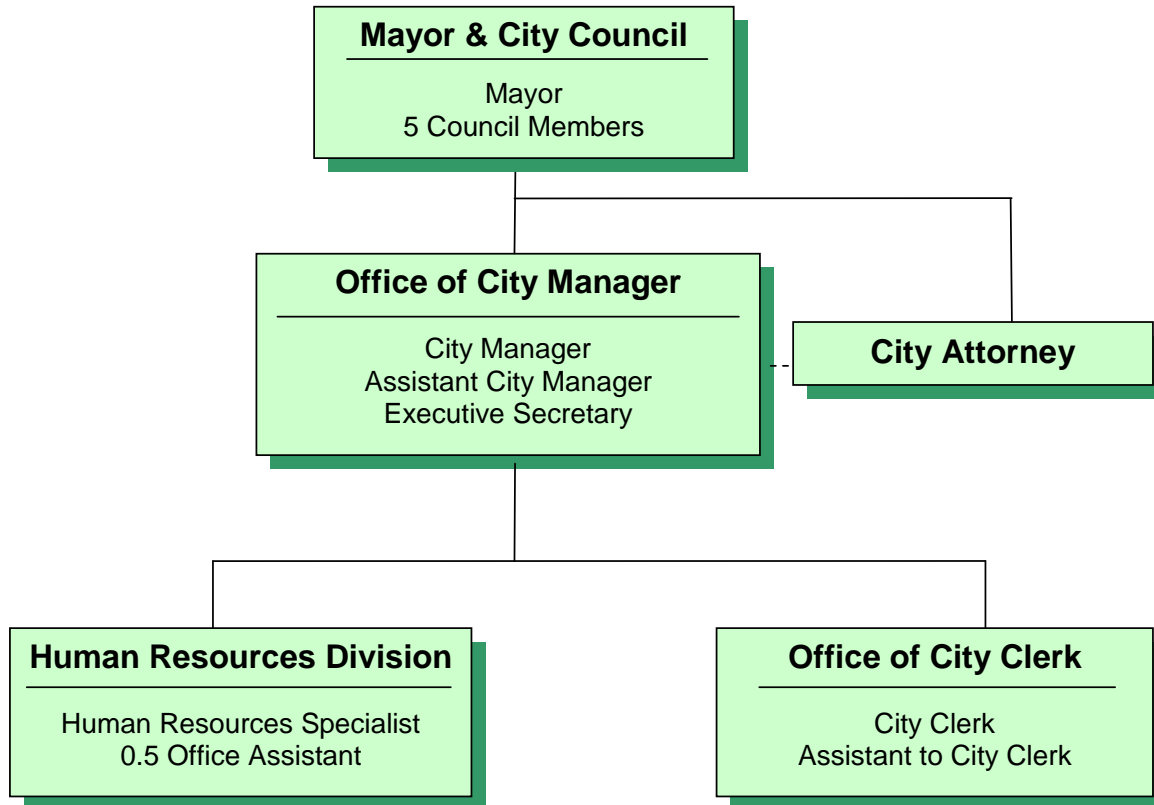 Mayor & City Council
Mayor
5 Council Members
Office of City Manager
City Manager
Assistant City Manager
Executive Secretary
City Attorney
Human Resources Division
Human Resources Specialist
0.5 Office Assistant
Office of City Clerk
City Clerk
Assistant to City Clerk